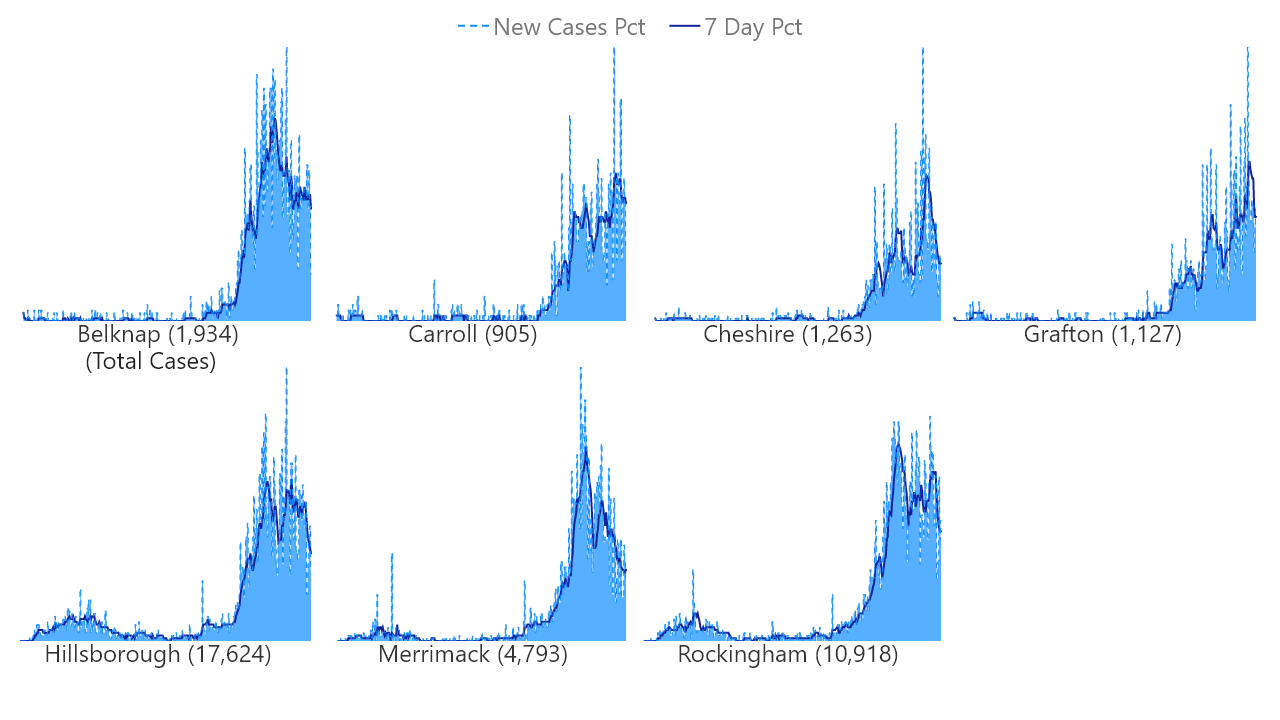 New Cases Pct 7 Day Pct
Belknap (1,934) Carroll (905) Cheshire (1,263) Grafton (1,127)
(Total Cases)
Hillsborough (17,624) Merrimack (4,793) Rockingham (10,918)